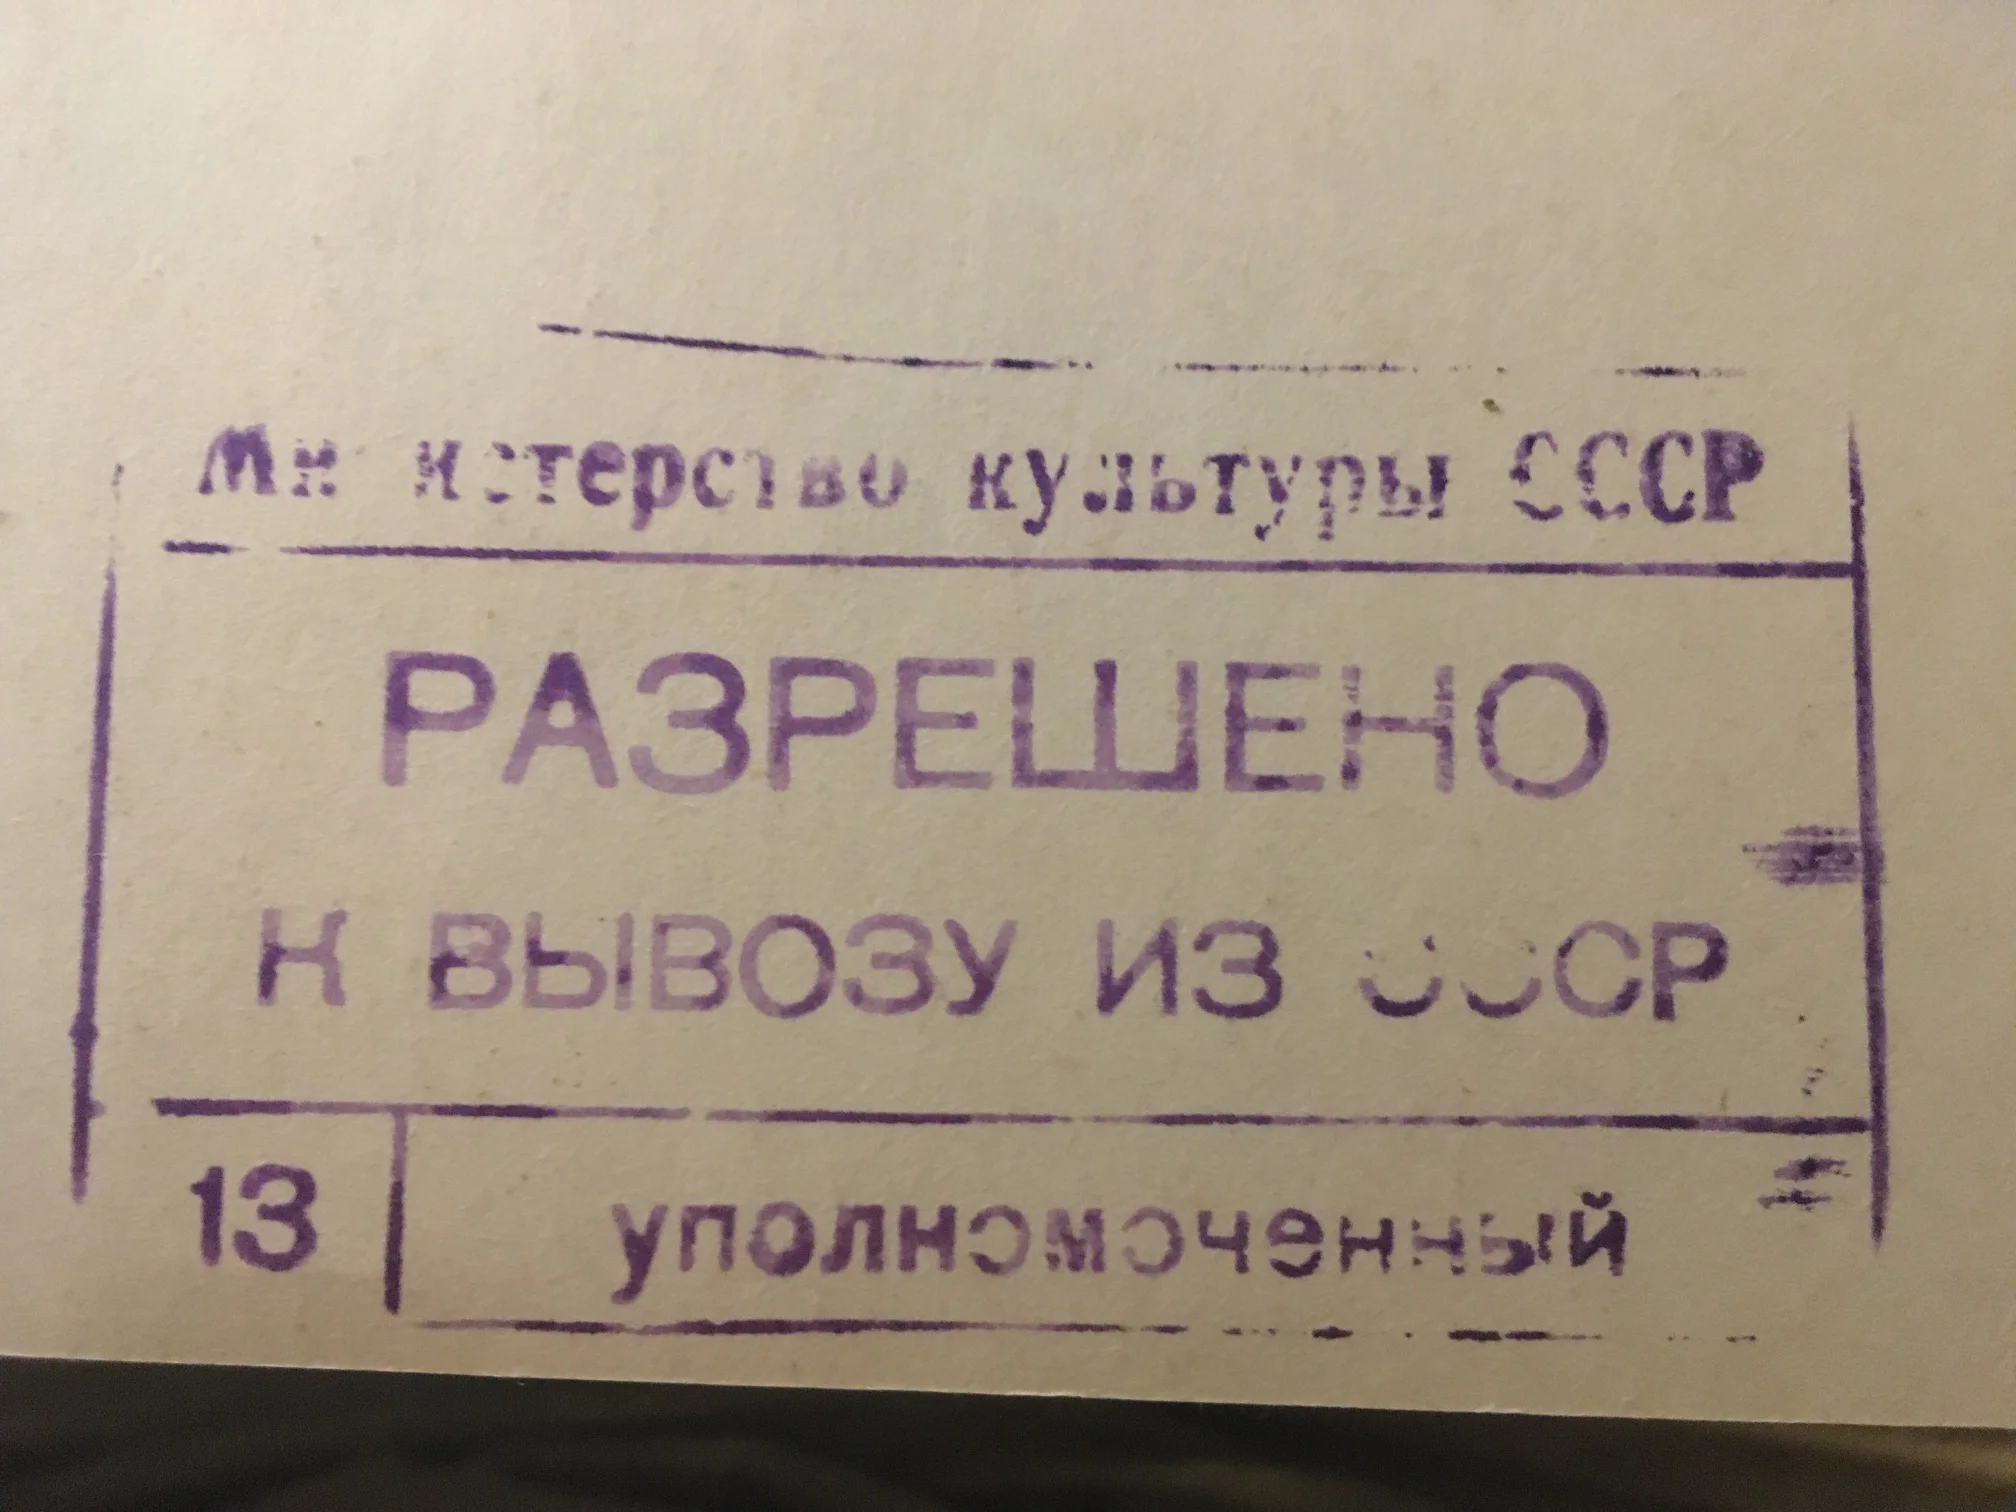 Министерство культуры СССР
РАЗРЕШЕНО
К ВЫВОЗУ ИЗ СССР
13 уполномоченный